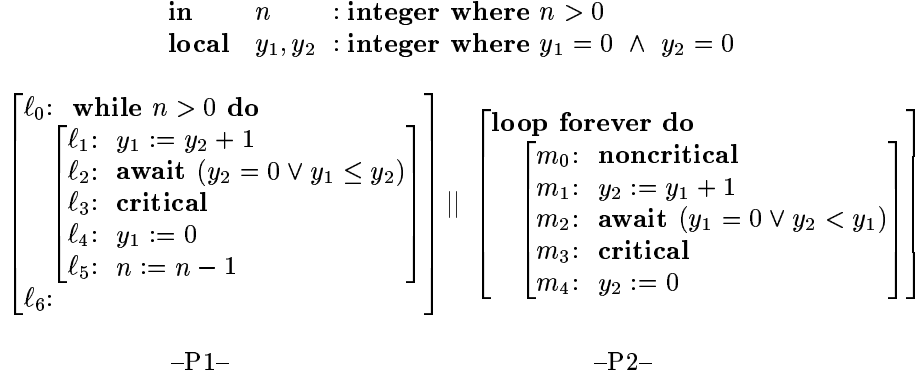 in n : integer where n > 0
local y₁, y₂ : integer where y₁ = 0 ∧ y₂ = 0
ℓ₀: while n > 0 do
ℓ₁: y₁ := y₂ + 1
ℓ₂: await (y₂ = 0 ∨ y₁ ≤ y₂)
ℓ₃: critical
ℓ₄: y₁ := 0
ℓ₅: n := n − 1
ℓ₆:
||
loop forever do
m₀: noncritical
m₁: y₂ := y₁ + 1
m₂: await (y₁ = 0 ∨ y₂ < y₁)
m₃: critical
m₄: y₂ := 0
–P1–
–P2–